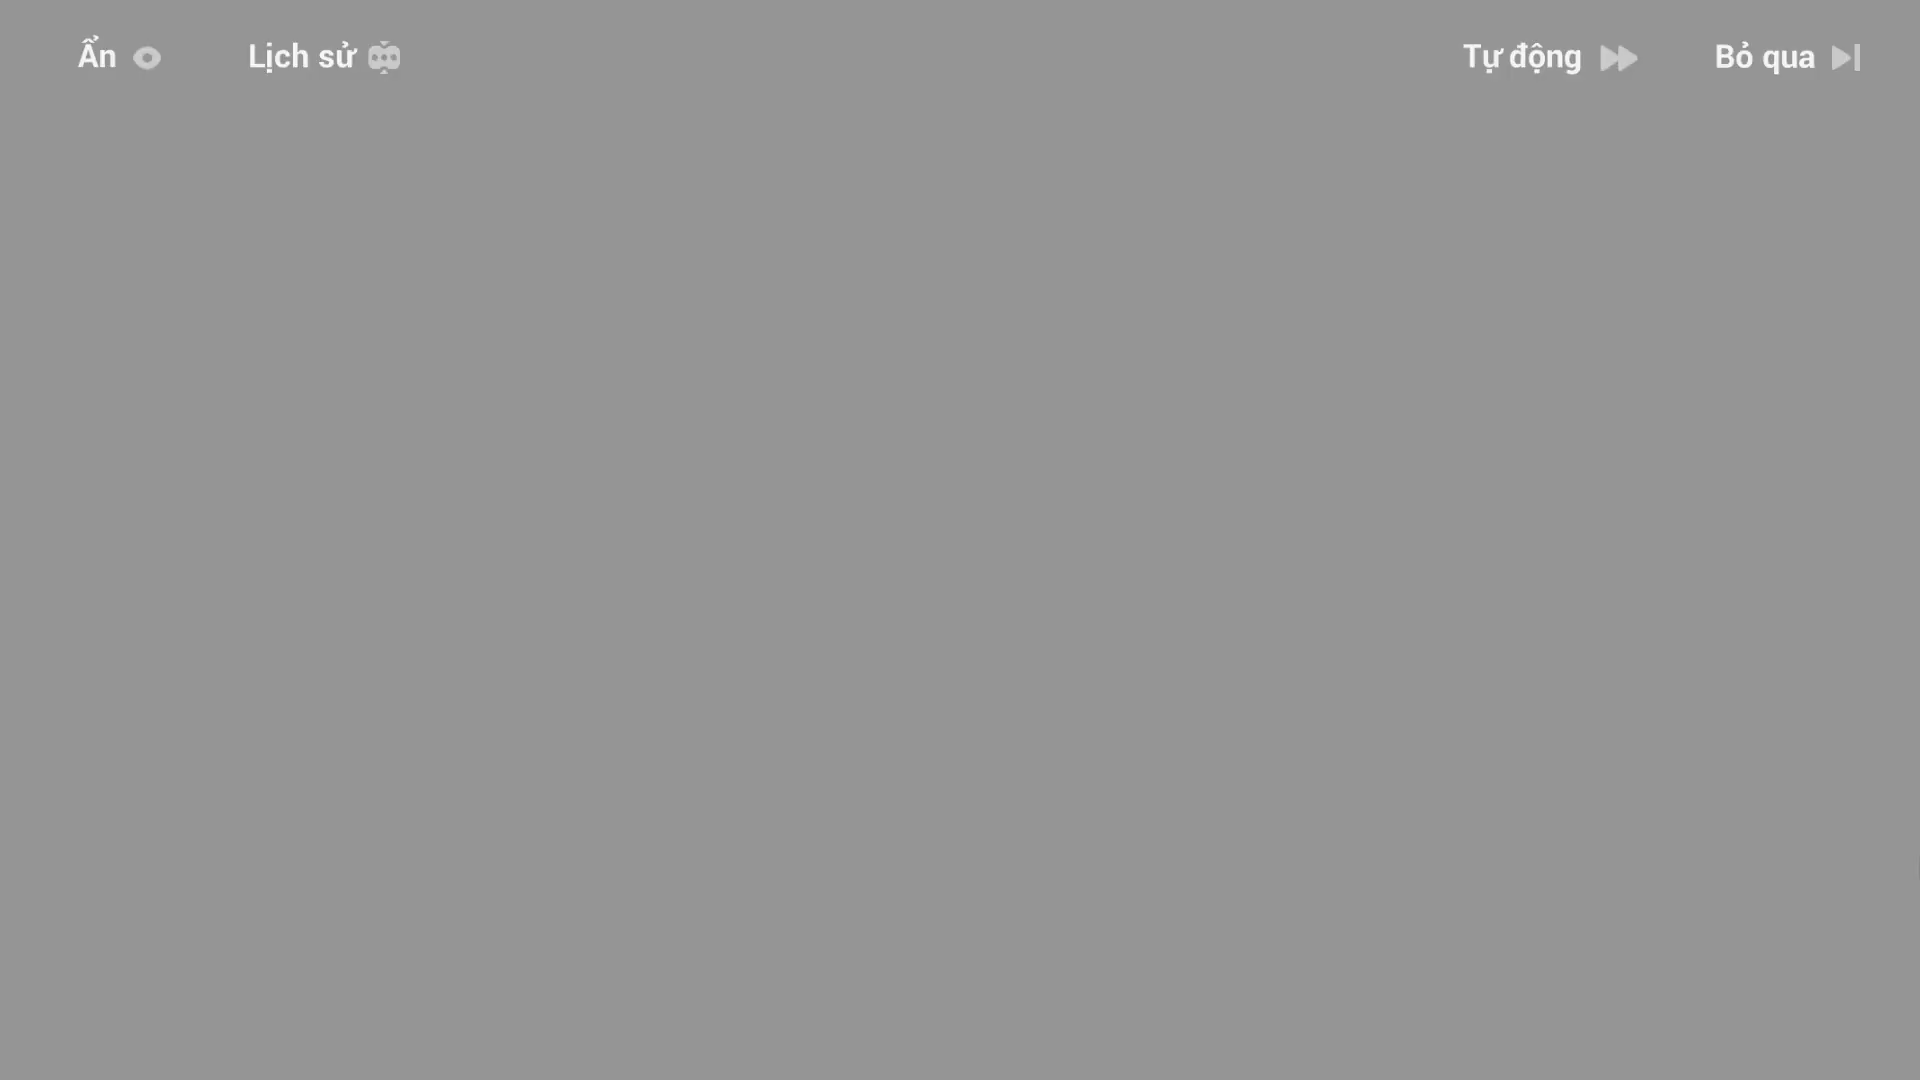 Ẩn
Lịch sử
Tự động
Bỏ qua